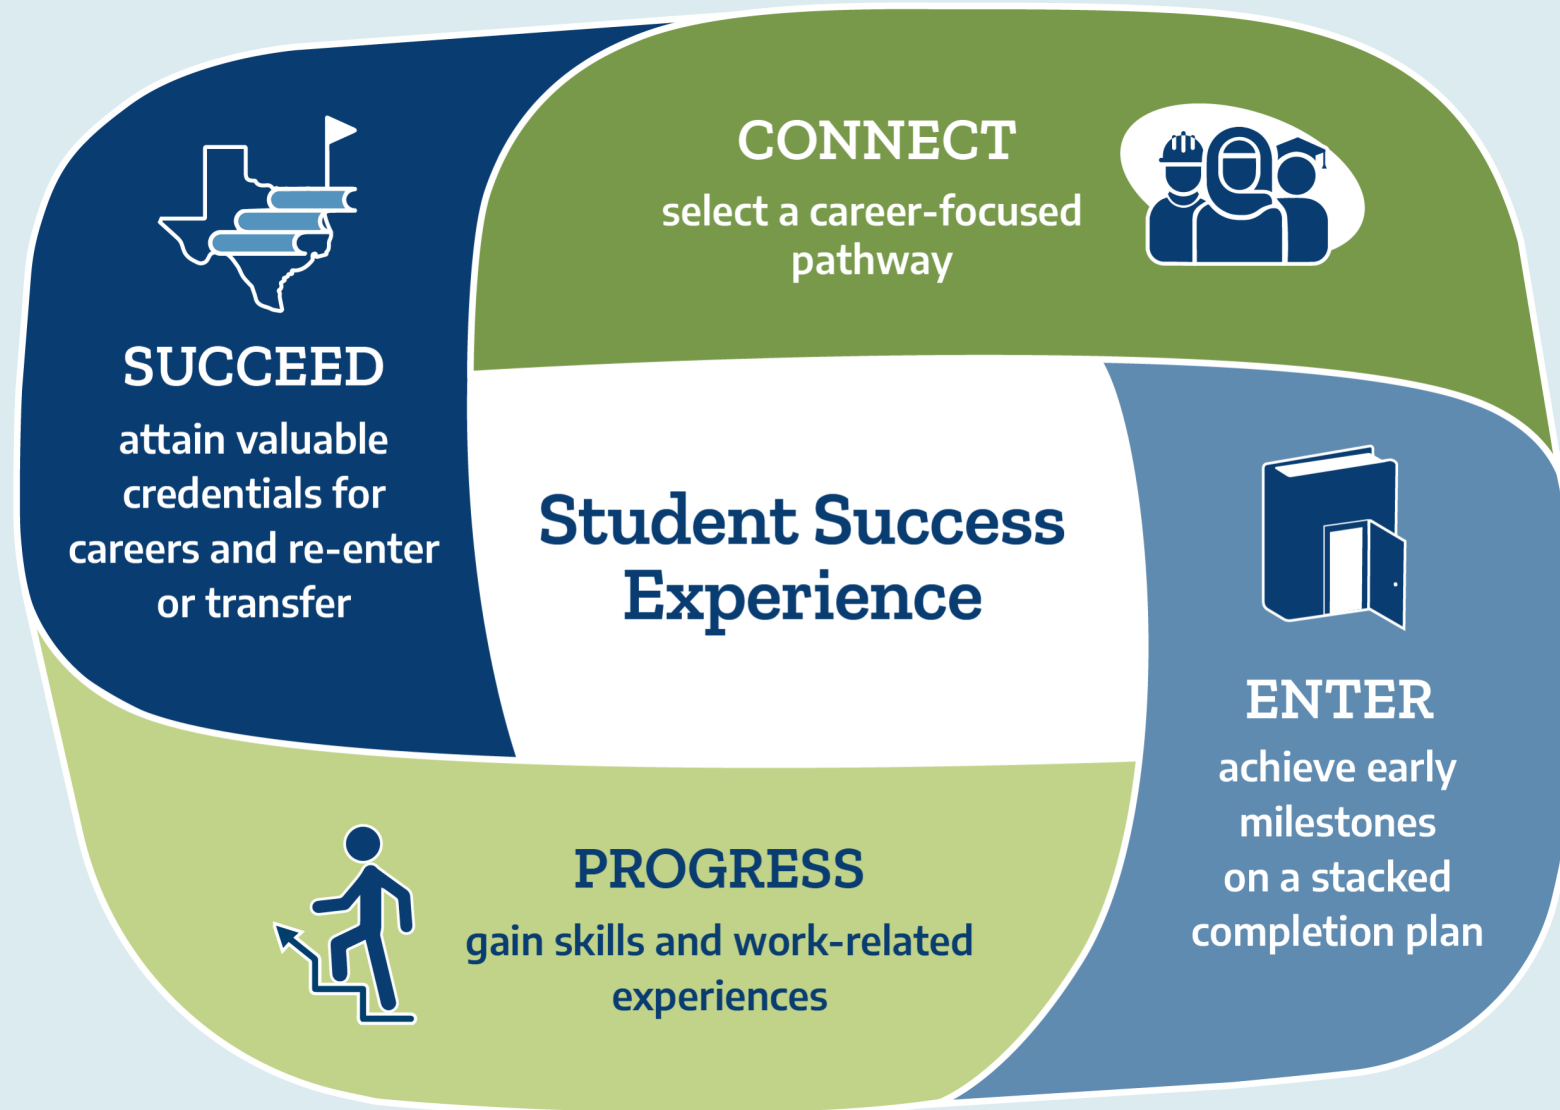 CONNECT
select a career-focused
pathway
SUCCEED
attain valuable
credentials for
careers and re-enter
or transfer
Student Success
Experience
ENTER
achieve early
milestones
on a stacked
completion plan
PROGRESS
gain skills and work-related
experiences